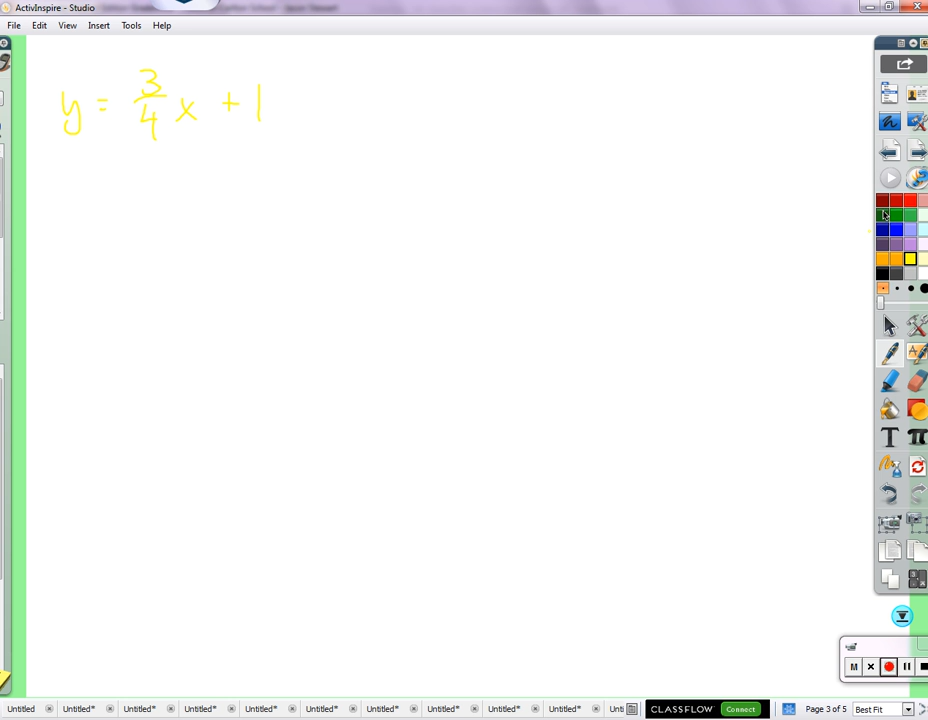 ActivInspire - Studio
File Edit View Insert Tools Help
y = 3/4 x + 1
Untitled Untitled* Untitled* Untitled* Untitled* Untitled* Untitled* Untitled* Untitled* Untitled* Unti CLASSFLOW Connect Page 3 of 5 Best Fit